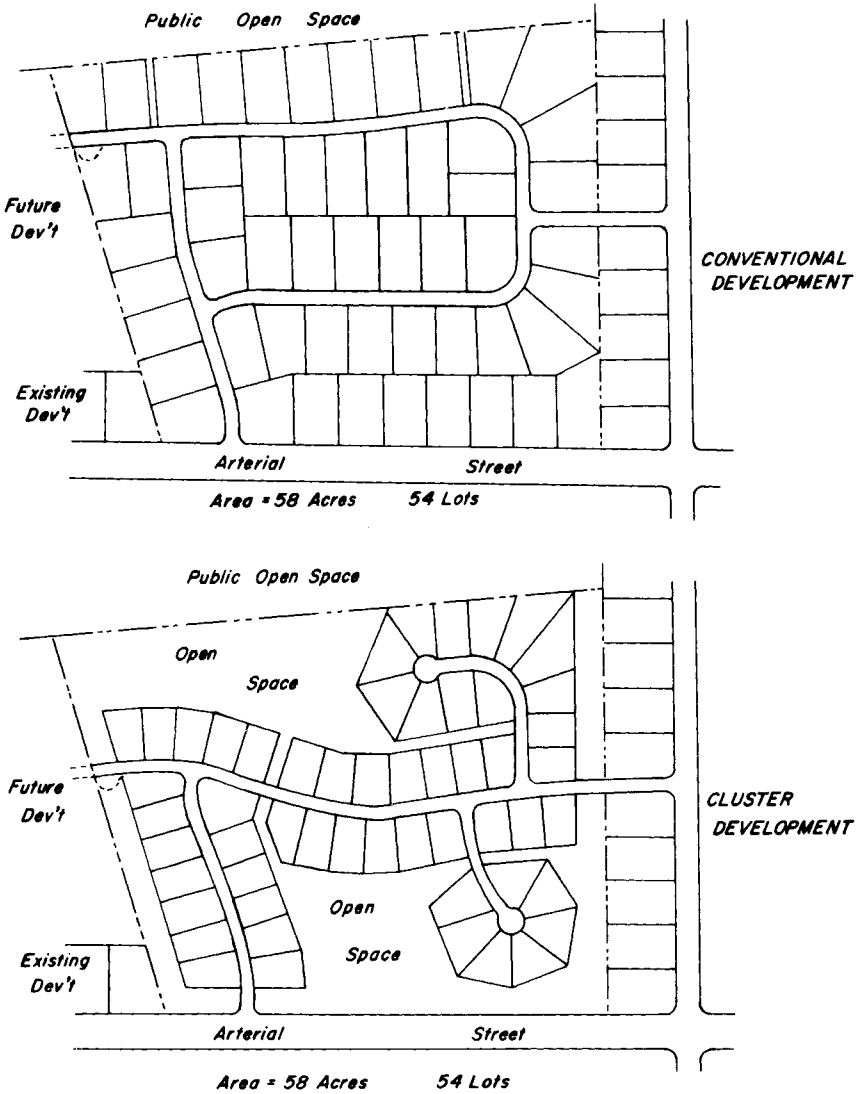 Public Open Space
Future
Dev't
CONVENTIONAL
DEVELOPMENT
Existing
Dev't
Arterial Street
Area = 58 Acres 54 Lots
Public Open Space
Open
Space
Future
Dev't
CLUSTER
DEVELOPMENT
Open
Space
Existing
Dev't
Arterial Street
Area = 58 Acres 54 Lots